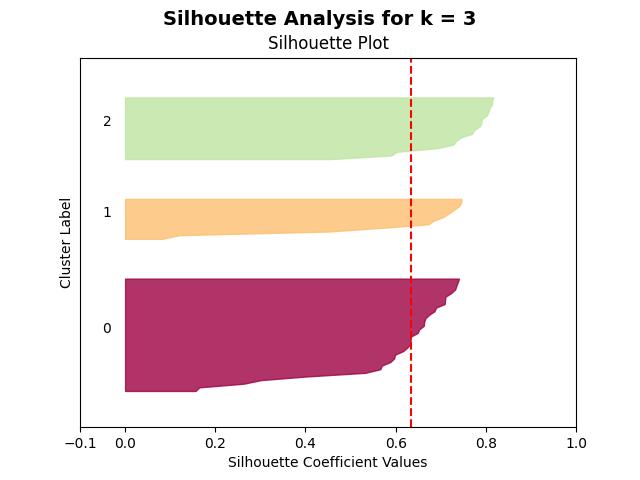 Silhouette Analysis for k = 3
Silhouette Plot
Cluster Label
2
1
0
−0.1 0.0 0.2 0.4 0.6 0.8 1.0
Silhouette Coefficient Values